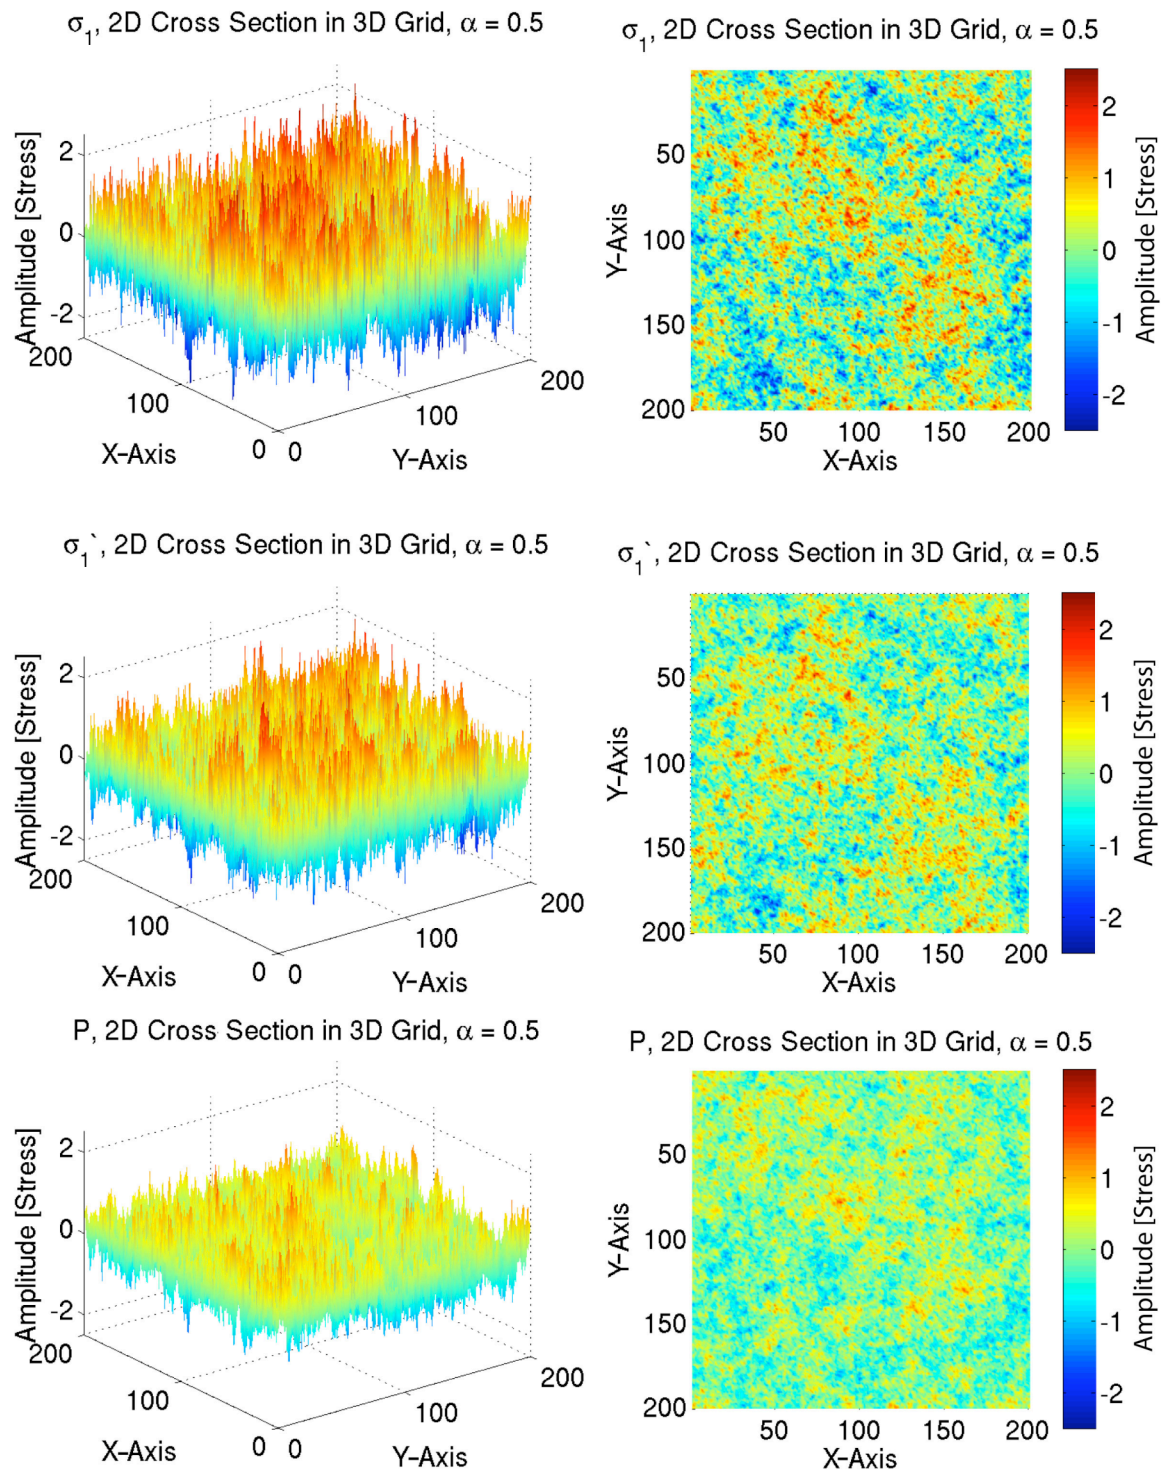 σ1, 2D Cross Section in 3D Grid, α = 0.5
Amplitude [Stress]
2
0
-2
200
100
0
X-Axis
0
100
200
Y-Axis
σ1, 2D Cross Section in 3D Grid, α = 0.5
Y-Axis
50
100
150
200
50
100
150
200
X-Axis
2
1
0
-1
-2
Amplitude [Stress]
σ1`, 2D Cross Section in 3D Grid, α = 0.5
Amplitude [Stress]
2
0
-2
200
100
0
X-Axis
0
100
200
Y-Axis
σ1`, 2D Cross Section in 3D Grid, α = 0.5
Y-Axis
50
100
150
200
50
100
150
200
X-Axis
2
1
0
-1
-2
Amplitude [Stress]
P, 2D Cross Section in 3D Grid, α = 0.5
Amplitude [Stress]
2
0
-2
200
100
0
X-Axis
0
100
200
Y-Axis
P, 2D Cross Section in 3D Grid, α = 0.5
Y-Axis
50
100
150
200
50
100
150
200
X-Axis
2
1
0
-1
-2
Amplitude [Stress]